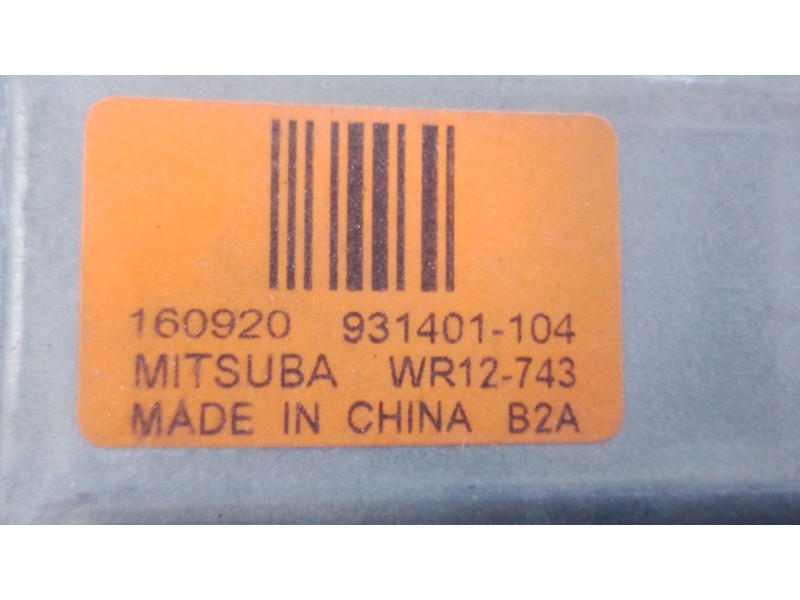 160920 931401-104
MITSUBA WR12-743
MADE IN CHINA B2A